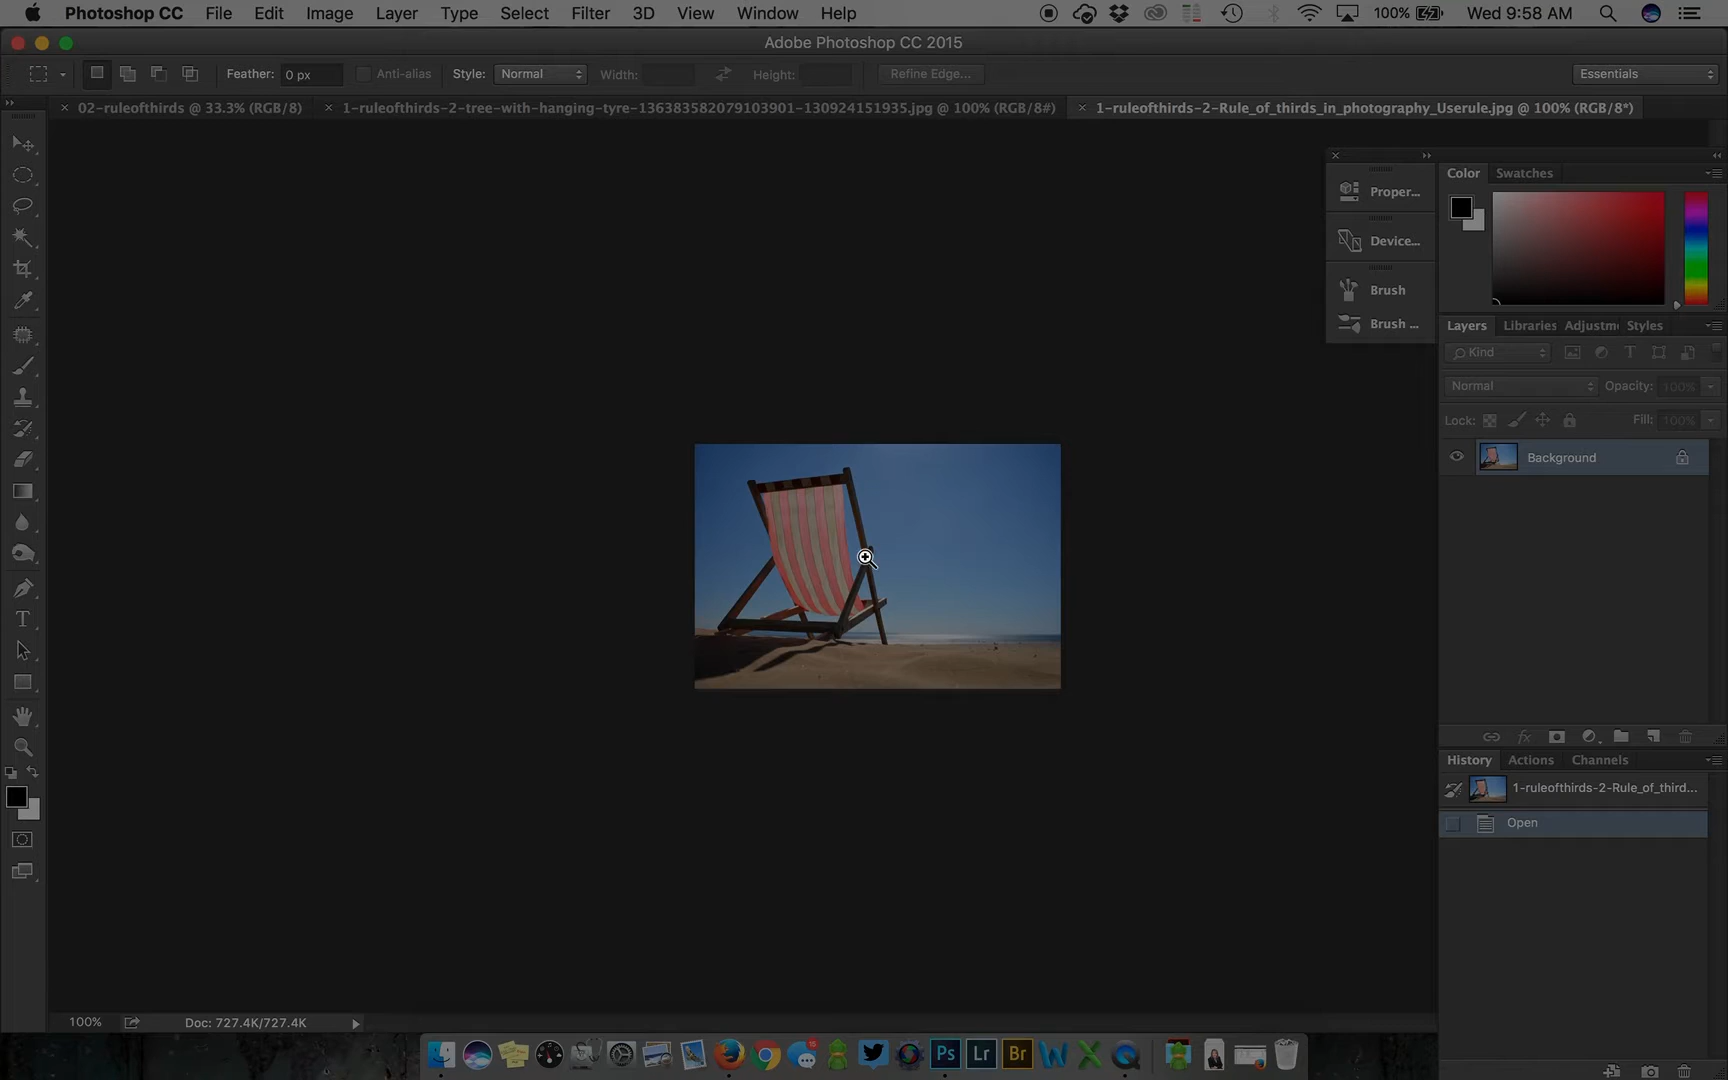 Photoshop CC File Edit Image Layer Type Select Filter 3D View Window Help 100% Wed 9:58 AM
Adobe Photoshop CC 2015
Feather: 0 px Anti-alias Style: Normal Width: Height: Refine Edge... Essentials
02-ruleofthirds @ 33.3% (RGB/8) 1-ruleofthirds-2-tree-with-hanging-tyre-136383582079103901-130924151935.jpg @ 100% (RGB/8#) 1-ruleofthirds-2-Rule_of_thirds_in_photography_Userule.jpg @ 100% (RGB/8*)
Color Swatches
Proper...
Device...
Brush
Brush ...
Layers Libraries Adjustm Styles
Kind
Normal Opacity: 100%
Lock: Fill: 100%
Background
History Actions Channels
1-ruleofthirds-2-Rule_of_third...
Open
T
100% Doc: 727.4K/727.4K
15
Ps Lr Br W X